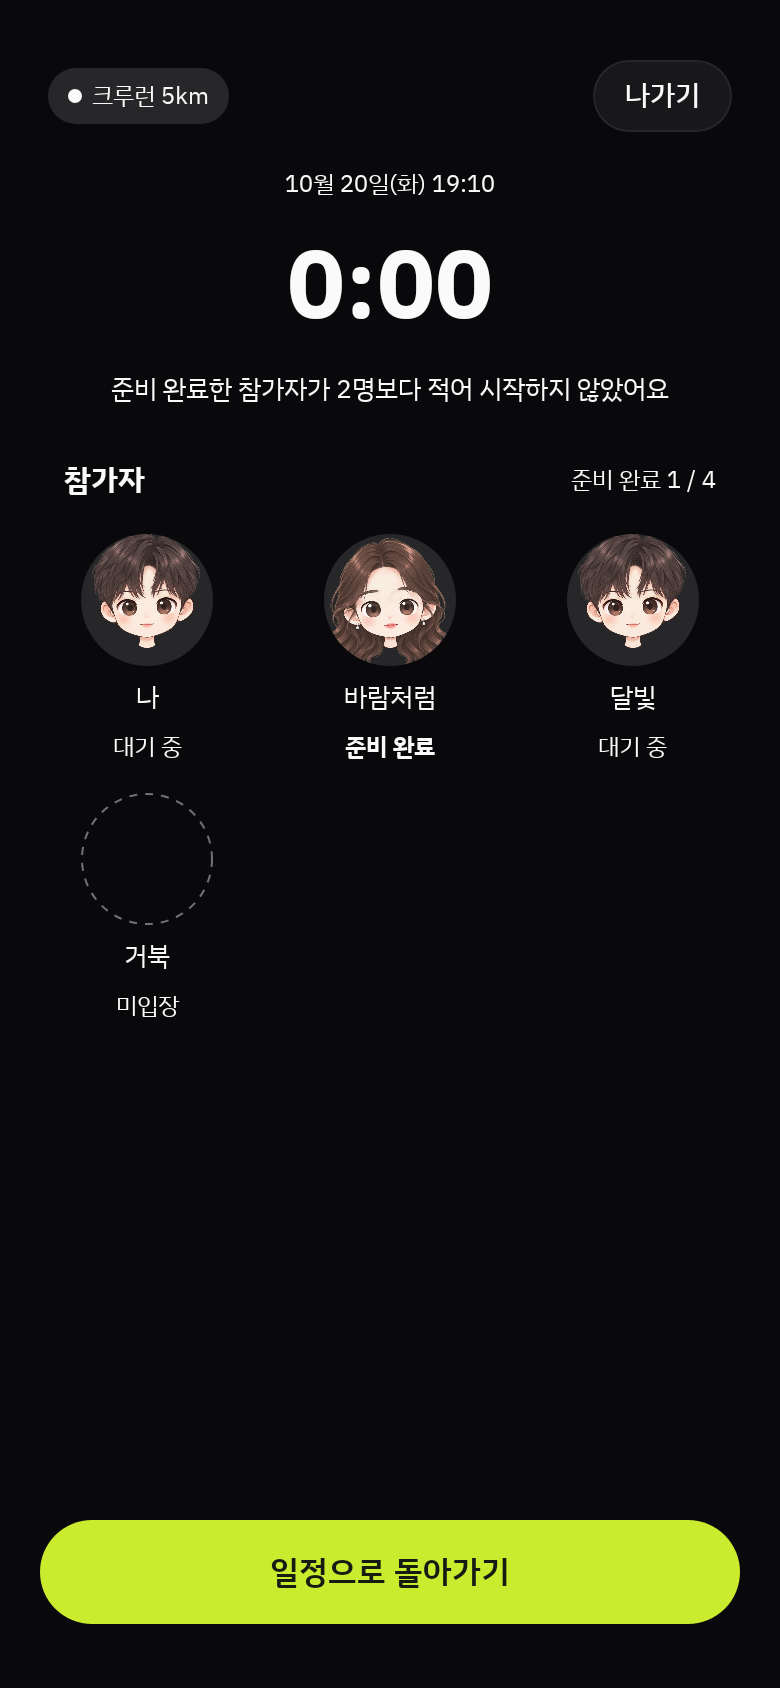 크루런 5km
나가기
10월 20일(화) 19:10
0:00
준비 완료한 참가자가 2명보다 적어 시작하지 않았어요
참가자
준비 완료 1 / 4
나
바람처럼
달빛
대기 중
준비 완료
대기 중
거북
미입장
일정으로 돌아가기